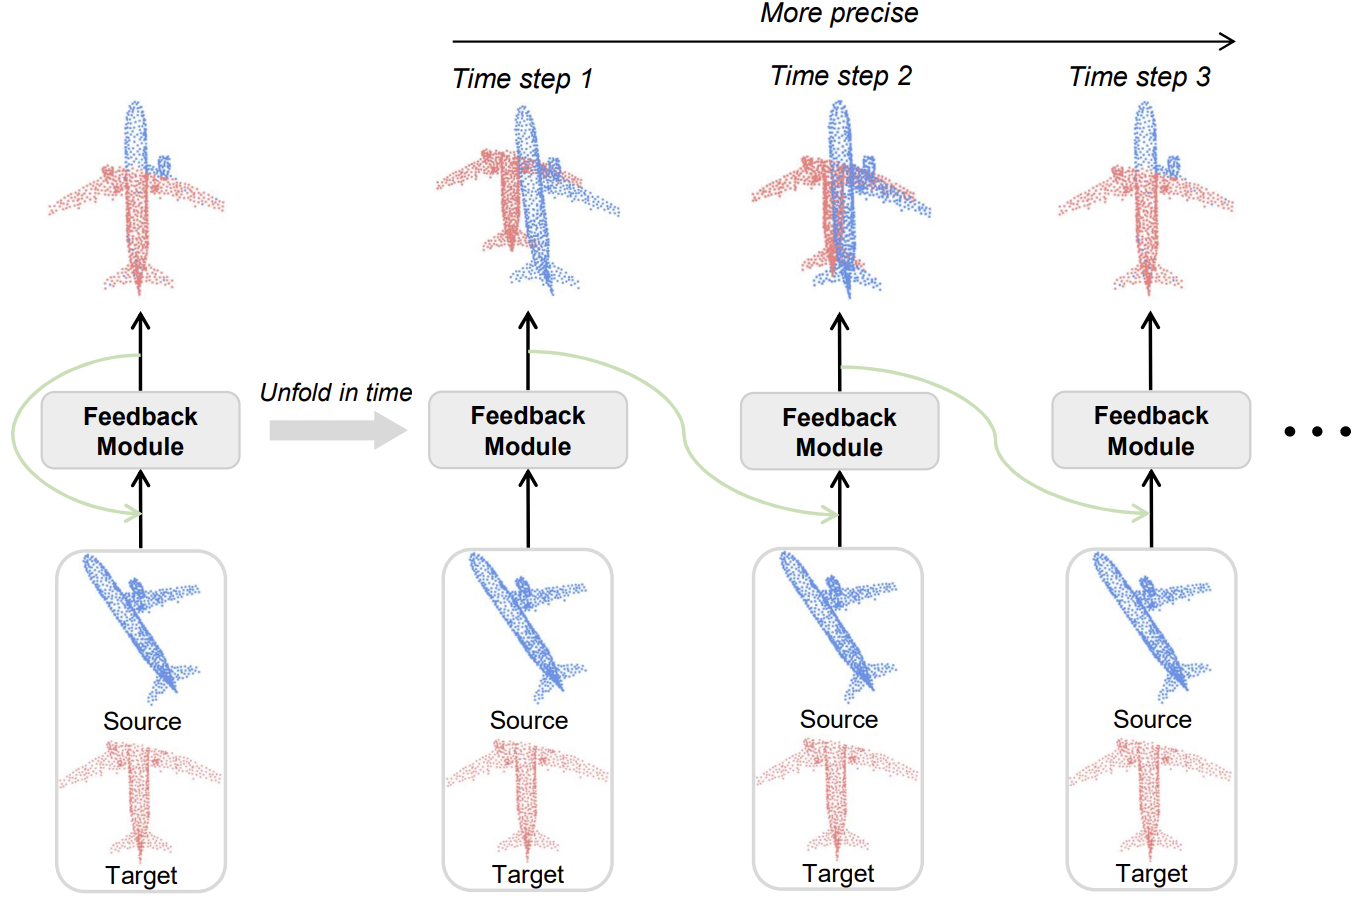 More precise
Time step 1
Time step 2
Time step 3
Unfold in time
Feedback
Module
Feedback
Module
Feedback
Module
Feedback
Module
Source
Source
Source
Source
Target
Target
Target
Target